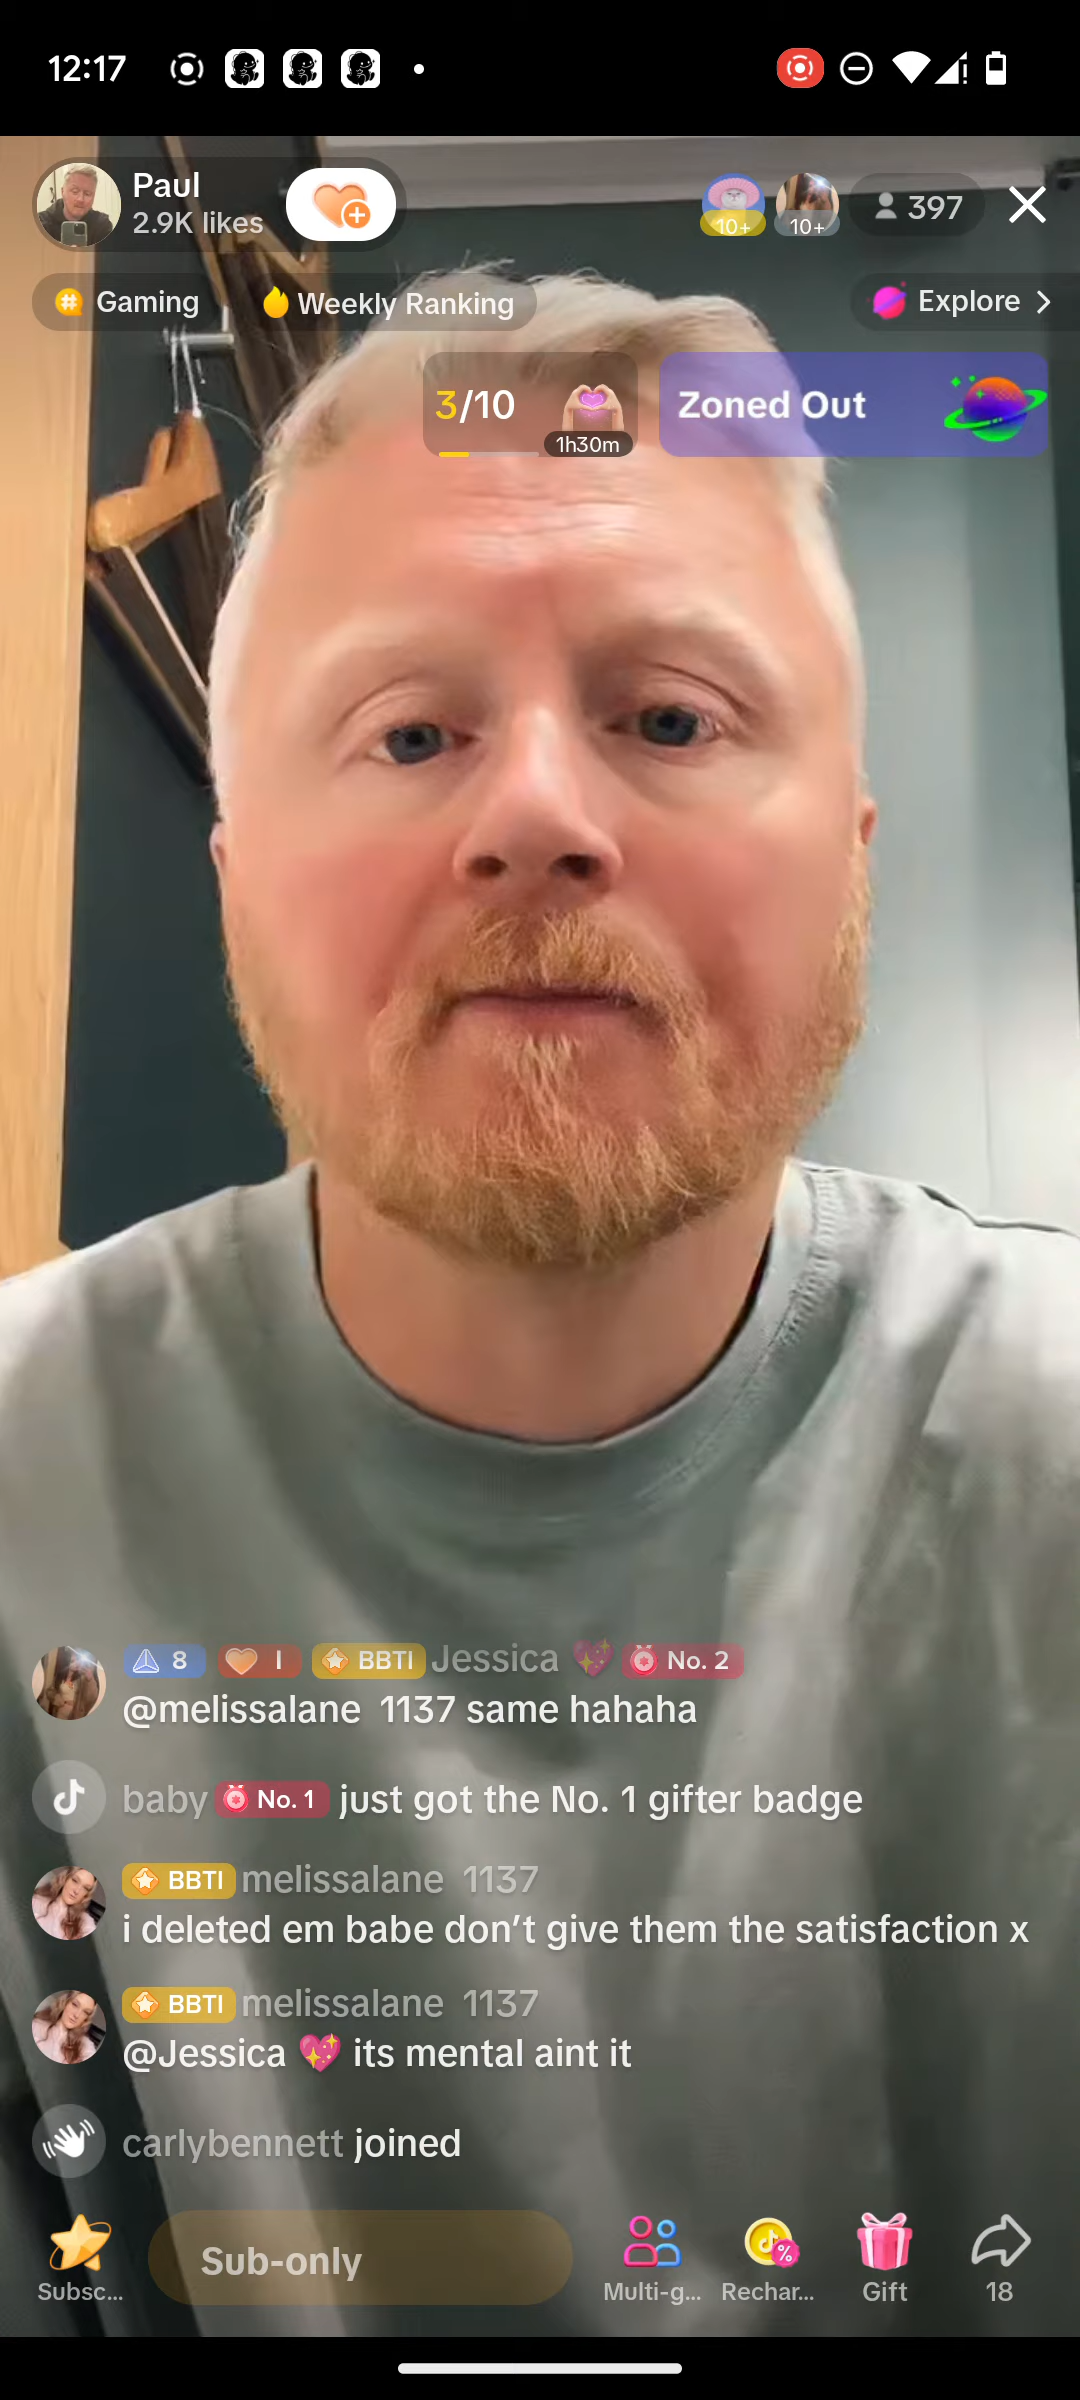 12:17
Paul
2.9K likes
10+
10+
397
Gaming
Weekly Ranking
Explore
3/10
1h30m
Zoned Out
8 I BBTI Jessica 💖 No. 2
@melissalane 1137 same hahaha
baby No. 1 just got the No. 1 gifter badge
BBTI melissalane 1137
i deleted em babe don’t give them the satisfaction x
BBTI melissalane 1137
@Jessica 💖 its mental aint it
carlybennett joined
Sub-only
Subsc...
Multi-g...
Rechar...
Gift
18